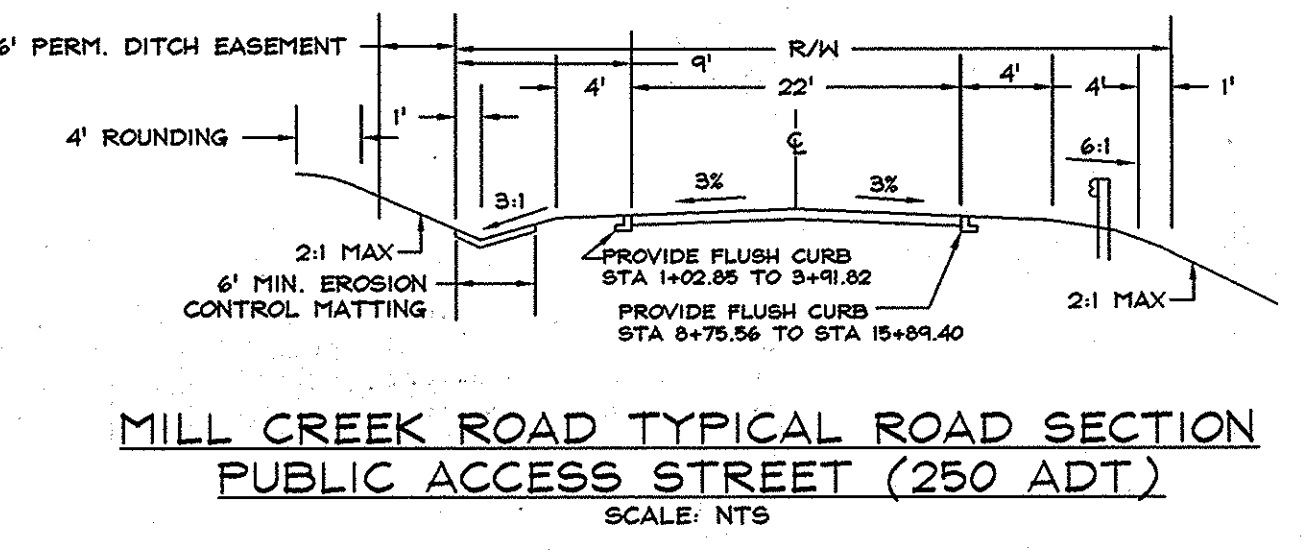 6' PERM. DITCH EASEMENT
R/W
9'
4'
22'
4'
4'
1'
1'
4' ROUNDING
℄
6:1
3%
3%
3:1
2:1 MAX
PROVIDE FLUSH CURB
STA 1+02.85 TO 3+91.82
6' MIN. EROSION
CONTROL MATTING
PROVIDE FLUSH CURB
STA 8+75.56 TO STA 15+89.40
2:1 MAX
MILL CREEK ROAD TYPICAL ROAD SECTION
PUBLIC ACCESS STREET (250 ADT)
SCALE: NTS